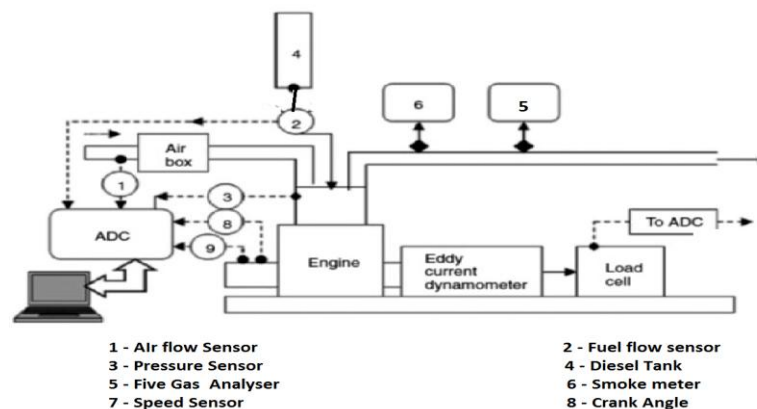 4
2
6
5
Air
box
1
3
8
9
ADC
To ADC
Engine
Eddy
current
dynamometer
Load
cell
1 - AIr flow Sensor
2 - Fuel flow sensor
3 - Pressure Sensor
4 - Diesel Tank
5 - Five Gas Analyser
6 - Smoke meter
7 - Speed Sensor
8 - Crank Angle